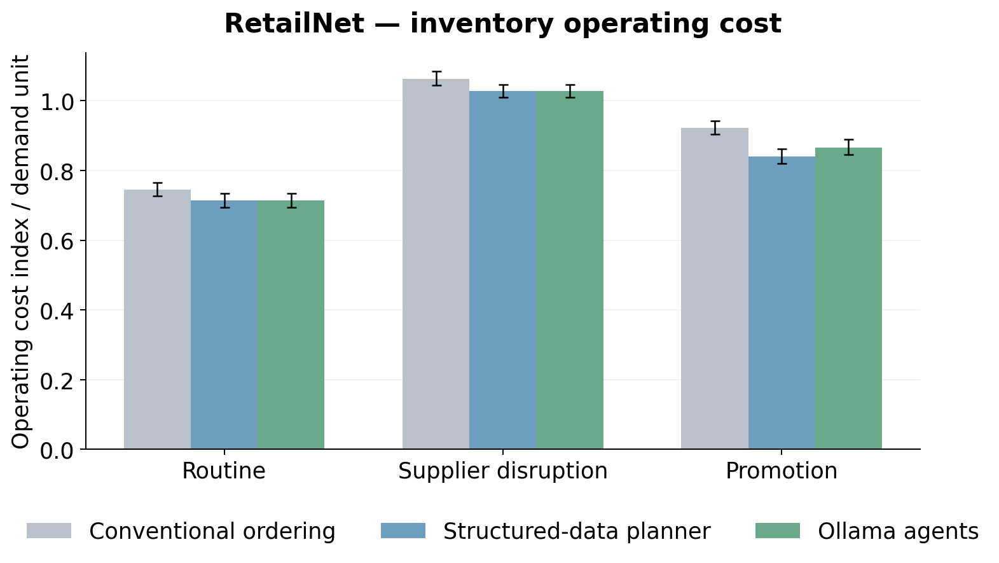 RetailNet — inventory operating cost
Operating cost index / demand unit
1.0
0.8
0.6
0.4
0.2
0.0
Routine
Supplier disruption
Promotion
Conventional ordering
Structured-data planner
Ollama agents